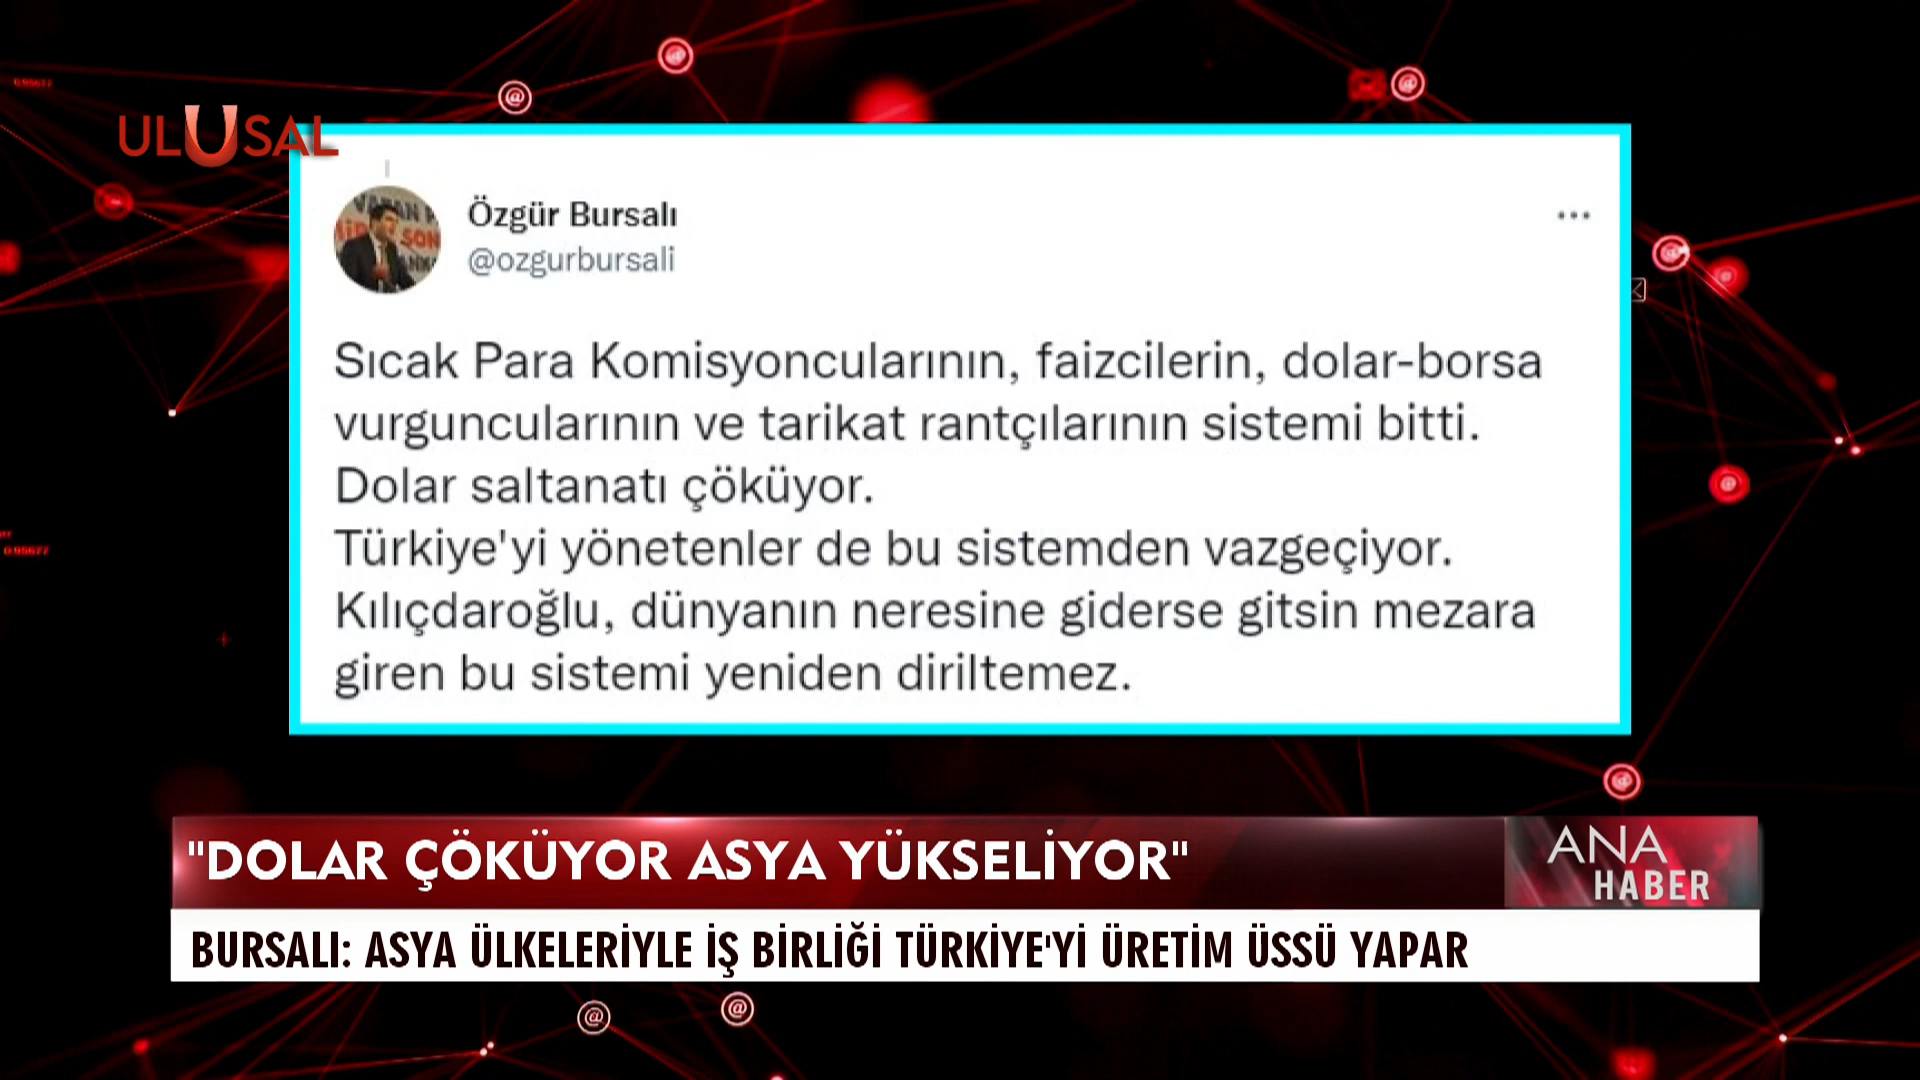 ULUSAL
Özgür Bursalı
@ozgurbursali
Sıcak Para Komisyoncularının, faizcilerin, dolar-borsa
vurguncularının ve tarikat rantçılarının sistemi bitti.
Dolar saltanatı çöküyor.
Türkiye'yi yönetenler de bu sistemden vazgeçiyor.
Kılıçdaroğlu, dünyanın neresine giderse gitsin mezara
giren bu sistemi yeniden diriltemez.
"DOLAR ÇÖKÜYOR ASYA YÜKSELİYOR"
ANA
HABER
BURSALI: ASYA ÜLKELERİYLE İŞ BİRLİĞİ TÜRKİYE'Yİ ÜRETİM ÜSSÜ YAPAR